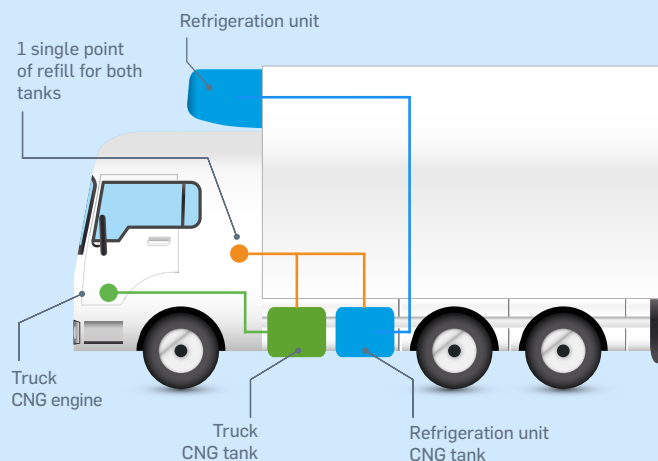 Refrigeration unit
1 single point
of refill for both
tanks
Truck
CNG engine
Truck
CNG tank
Refrigeration unit
CNG tank